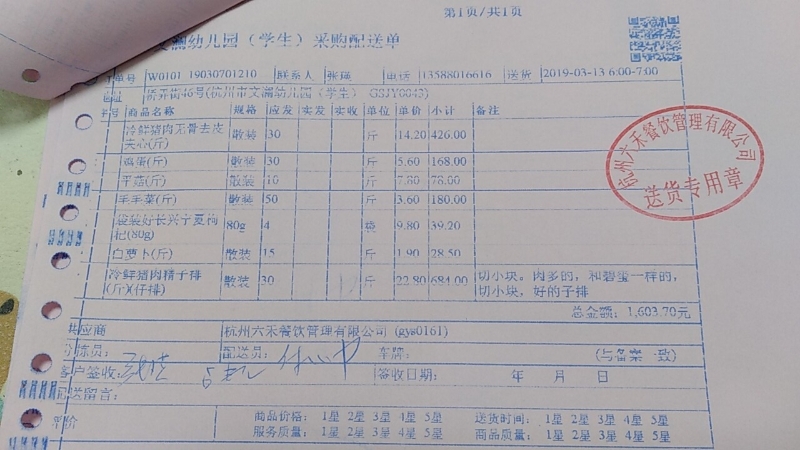 第1页/共1页
幼儿园（学生）采购配送单
单号 W0101 19030701210 联系人 张瑛 电话 13588016616 送货 2019-03-13 6:00-7:00
街46号(杭州市文澜幼儿园（学生） GSJY0043)
号 商品名称 规格 应发 实发 实收 单位 单价 小计 备注
冷鲜猪肉无骨去皮夹心(斤) 散装 30 斤 14.20 426.00
鸡蛋(斤) 散装 30 斤 5.60 168.00
平菇(斤) 散装 10 斤 7.80 78.00
毛毛菜(斤) 散装 50 斤 3.60 180.00
袋装好长兴宁夏枸杞(80g) 80g 4 袋 9.80 39.20
白萝卜(斤) 散装 15 斤 1.90 28.50
冷鲜猪肉精子排(斤)(仔排) 散装 30 斤 22.80 684.00 切小块。肉多的，和碧玺一样的，切小块，好的子排
总金额：1,603.70元
供应商 杭州六禾餐饮管理有限公司 (gys0161)
拣员： 配送员： 车牌： (与备案一致)
客户签收： 签收日期： 年 月 日
配送留言：
评价 商品价格： 1星 2星 3星 4星 5星 送货时间： 1星 2星 3星 4星 5星
服务质量： 1星 2星 3星 4星 5星 商品质量： 1星 2星 3星 4星 5星
杭州六禾餐饮管理有限公司
送货专用章